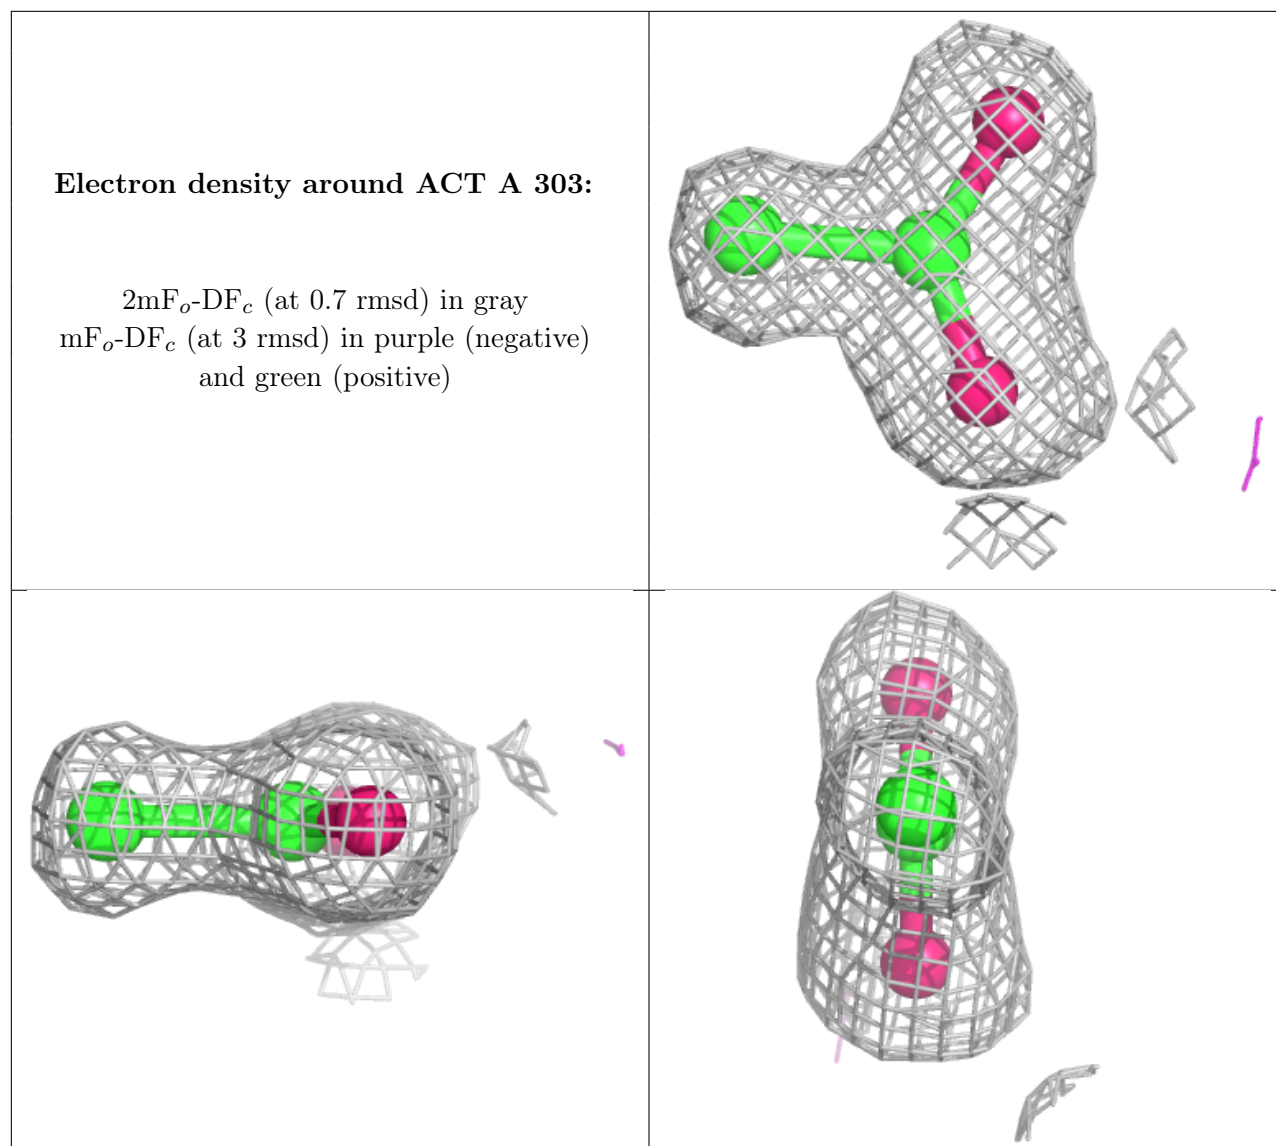 Electron density around ACT A 303:
2mFo-DFc (at 0.7 rmsd) in gray
mFo-DFc (at 3 rmsd) in purple (negative)
and green (positive)